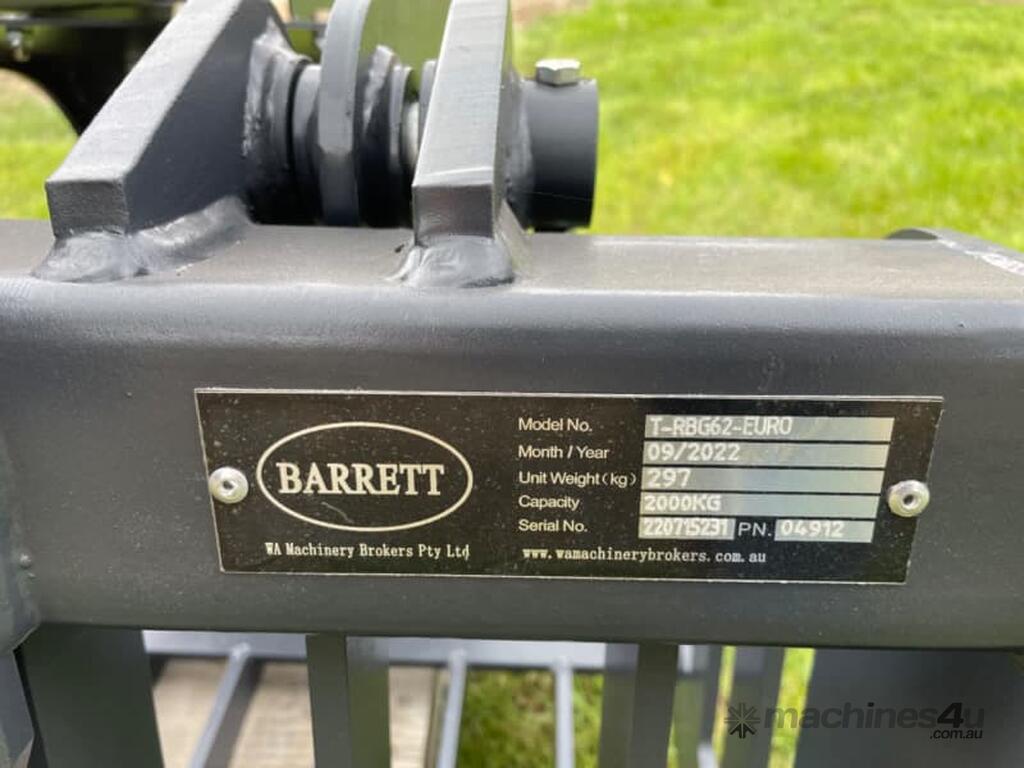 BARRETT
WA Machinery Brokers Pty Ltd
Model No. T-RBG62-EURO
Month / Year 09/2022
Unit Weight(kg) 297
Capacity 2000KG
Serial No. 220715231 PN. 04912
www.wamachinerybrokers.com.au
machines4u
.com.au